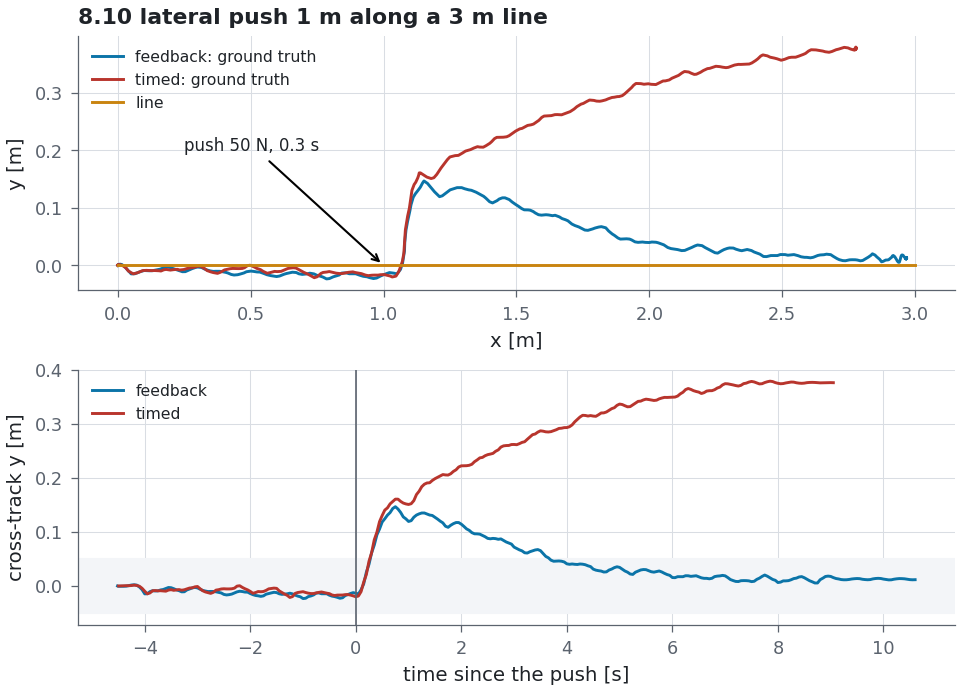 8.10 lateral push 1 m along a 3 m line
feedback: ground truth
timed: ground truth
line
push 50 N, 0.3 s
y [m]
0.3
0.2
0.1
0.0
0.0 0.5 1.0 1.5 2.0 2.5 3.0
x [m]
feedback
timed
cross-track y [m]
0.4
0.3
0.2
0.1
0.0
−4 −2 0 2 4 6 8 10
time since the push [s]